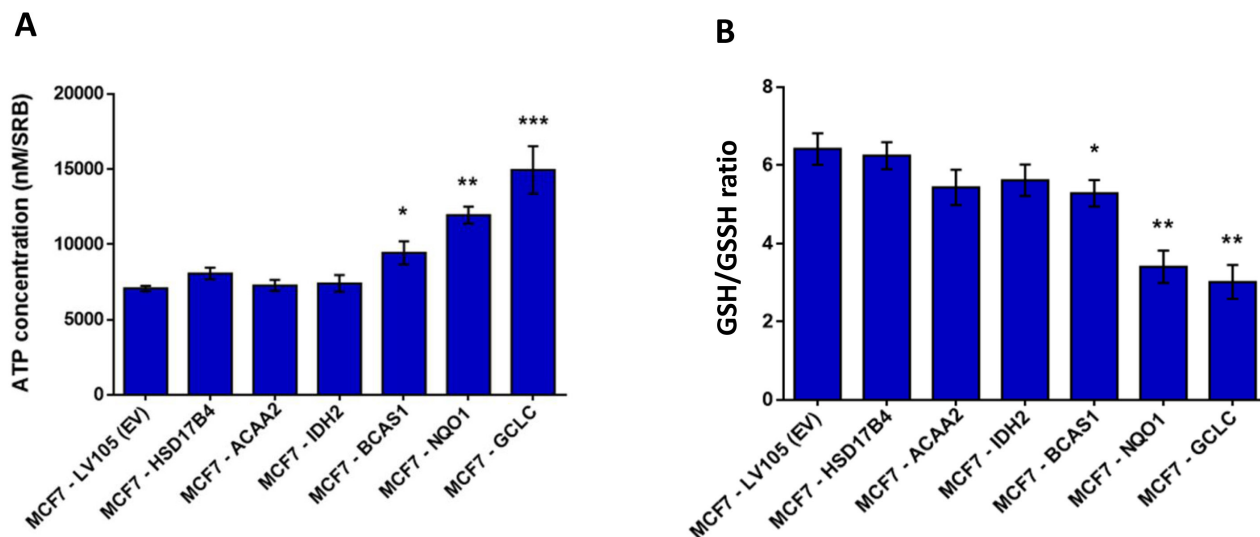 A
ATP concentration (nM/SRB)
20000
15000
10000
5000
0
*
**
***
MCF7 - LV105 (EV)
MCF7 - HSD17B4
MCF7 - ACAA2
MCF7 - IDH2
MCF7 - BCAS1
MCF7 - NQO1
MCF7 - GCLC
B
GSH/GSSH ratio
8
6
4
2
0
*
**
**
MCF7 - LV105 (EV)
MCF7 - HSD17B4
MCF7 - ACAA2
MCF7 - IDH2
MCF7 - BCAS1
MCF7 - NQO1
MCF7 - GCLC